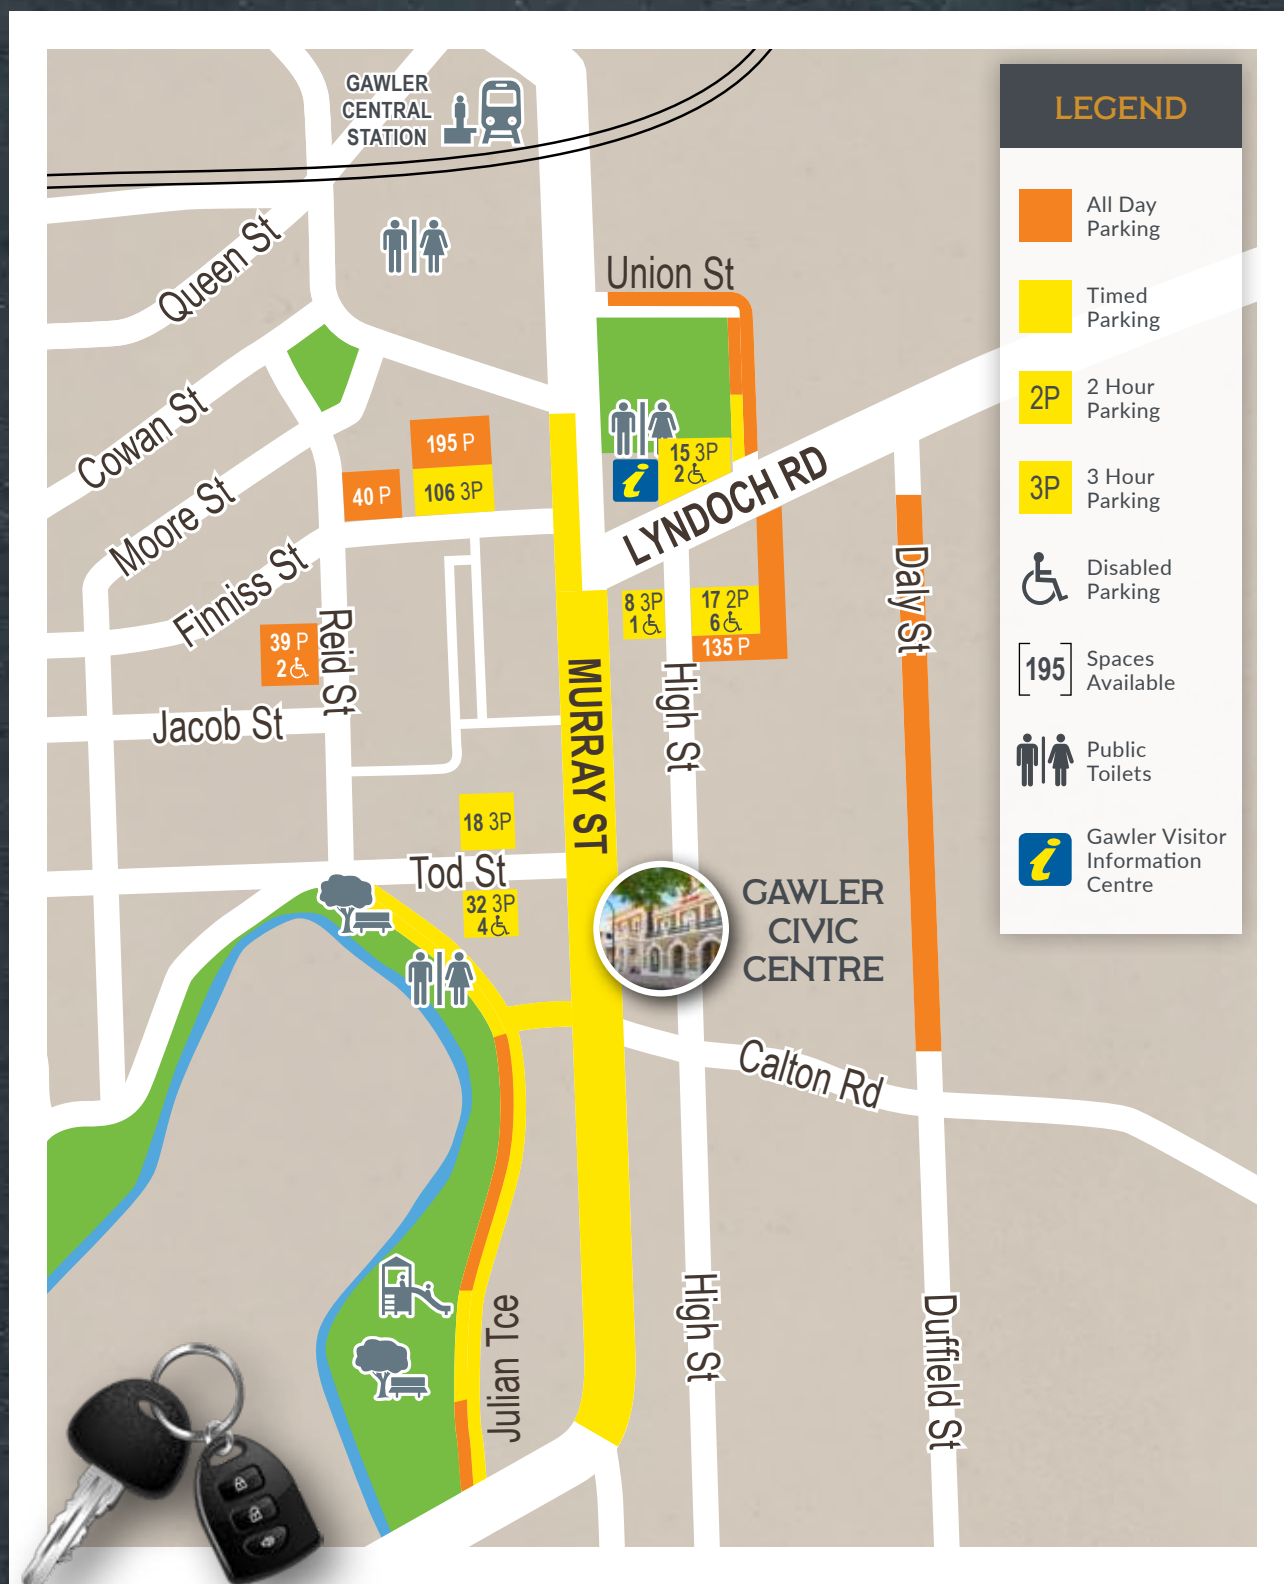 GAWLER
CENTRAL
STATION
LEGEND
All Day
Parking
Timed
Parking
2P
2 Hour
Parking
3P
3 Hour
Parking
Disabled
Parking
195
Spaces
Available
Public
Toilets
i
Gawler Visitor
Information
Centre
Queen St
Union St
Cowan St
195 P
106 3P
40 P
15 3P
2
i
LYNDOCH RD
Moore St
Finniss St
Daly St
8 3P
1
17 2P
6
135 P
39 P
2
Reid St
Jacob St
MURRAY ST
High St
18 3P
Tod St
32 3P
4
GAWLER
CIVIC
CENTRE
Calton Rd
Julian Tce
High St
Duffield St